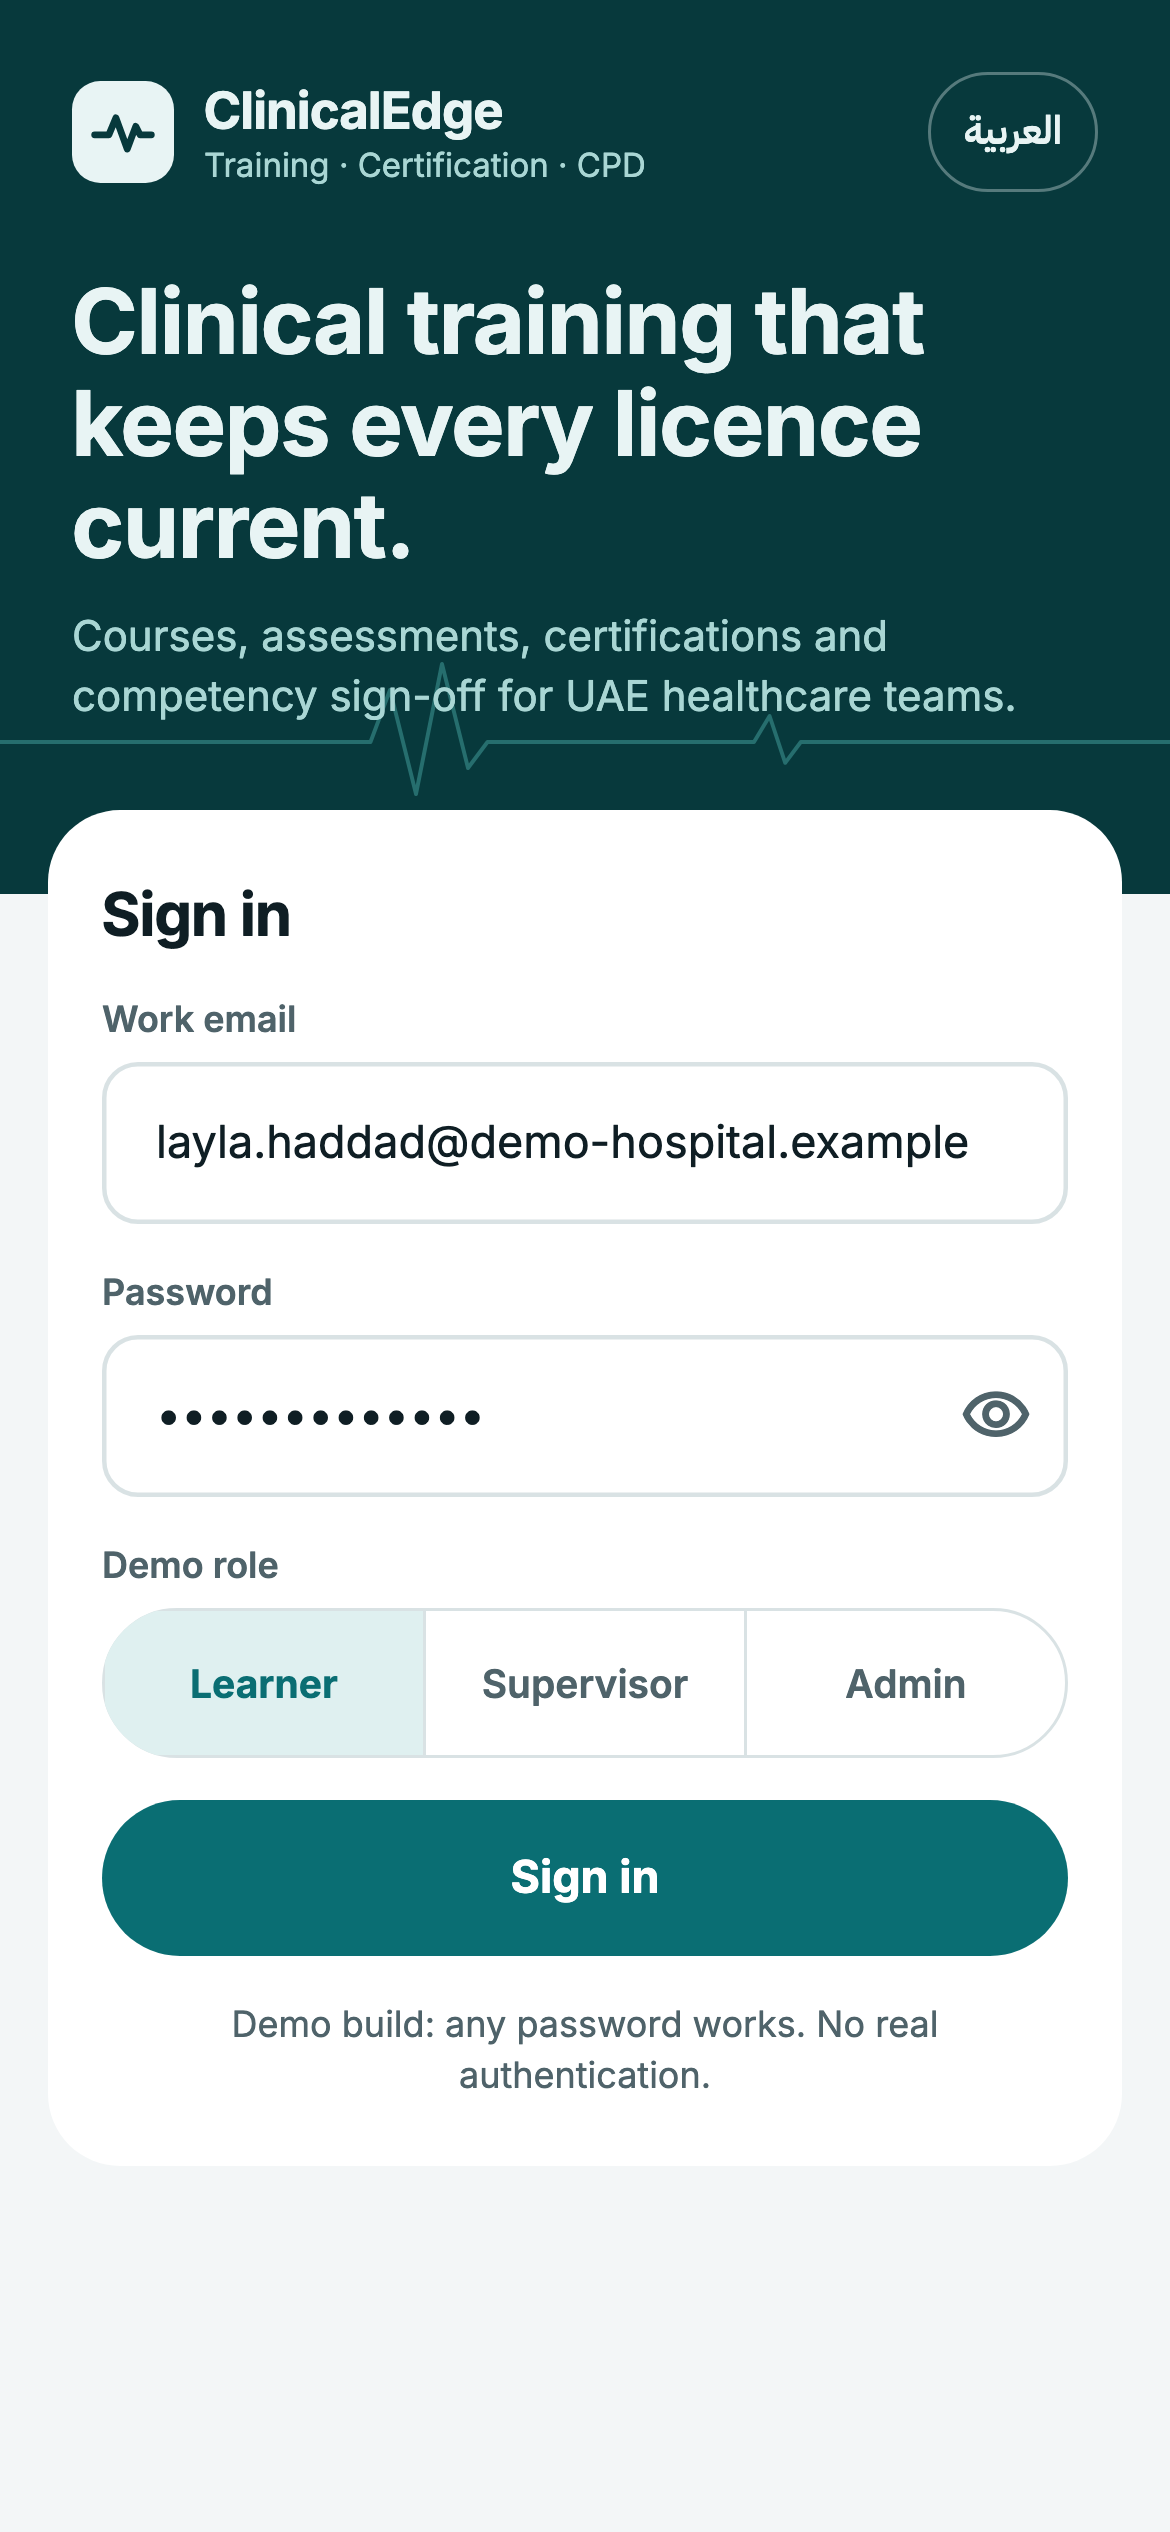 ClinicalEdge
Training · Certification · CPD
العربية
Clinical training that
keeps every licence
current.
Courses, assessments, certifications and
competency sign-off for UAE healthcare teams.
Sign in
Work email
layla.haddad@demo-hospital.example
Password
•••••••••••••
Demo role
Learner
Supervisor
Admin
Sign in
Demo build: any password works. No real
authentication.